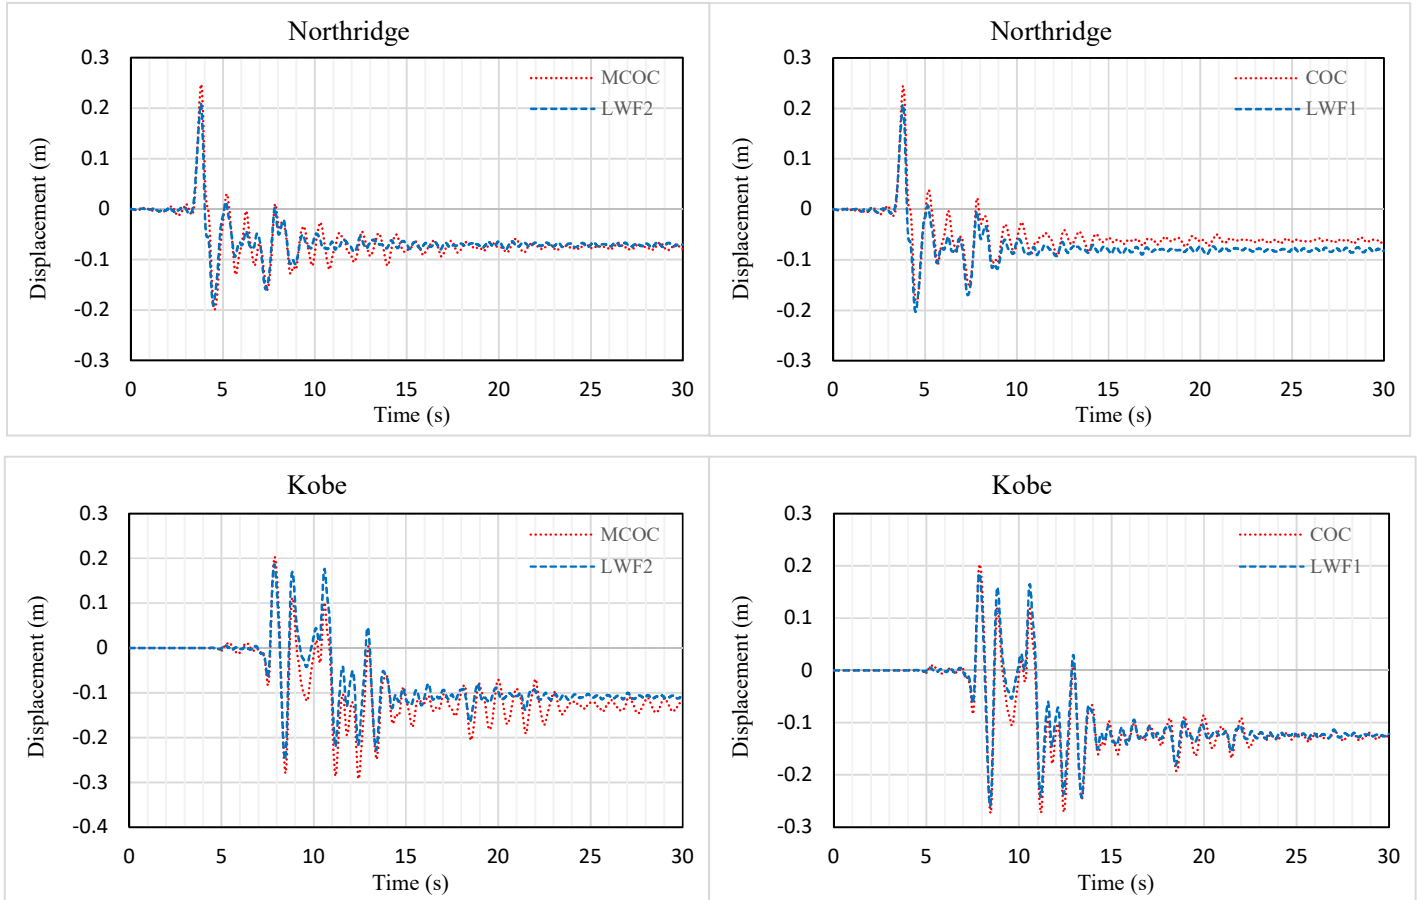 Northridge
0.3
0.2
0.1
0
-0.1
-0.2
-0.3
Displacement (m)
MCOC
LWF2
0 5 10 15 20 25 30
Time (s)
Northridge
0.3
0.2
0.1
0
-0.1
-0.2
-0.3
Displacement (m)
COC
LWF1
0 5 10 15 20 25 30
Time (s)
Kobe
0.3
0.2
0.1
0
-0.1
-0.2
-0.3
-0.4
Displacement (m)
MCOC
LWF2
0 5 10 15 20 25 30
Time (s)
Kobe
0.3
0.2
0.1
0
-0.1
-0.2
-0.3
Displacement (m)
COC
LWF1
0 5 10 15 20 25 30
Time (s)